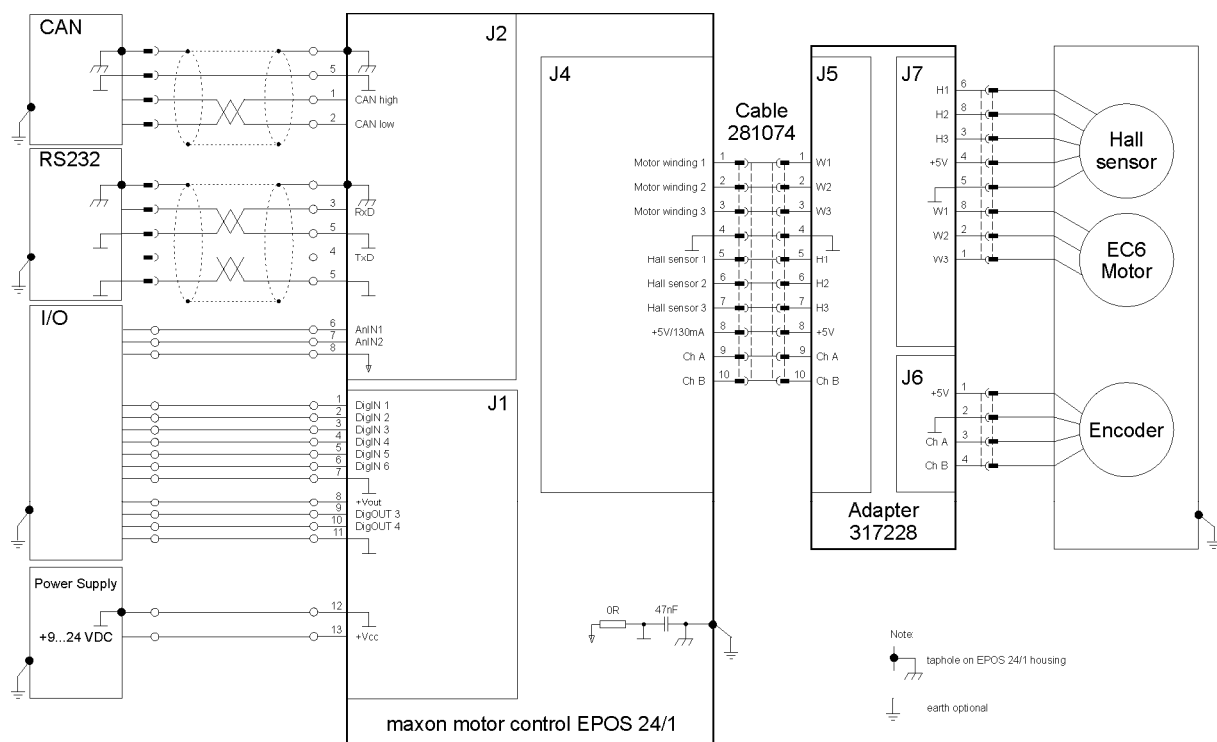 CAN
J2
5
1
CAN high
2
CAN low
RS232
3
RxD
5
4
TxD
5
I/O
6
AnIN1
7
AnIN2
8
J1
1
DigIN 1
2
DigIN 2
3
DigIN 3
4
DigIN 4
5
DigIN 5
6
DigIN 6
7
8
+Vout
9
DigOUT 3
10
DigOUT 4
11
Power Supply
+9...24 VDC
12
13
+Vcc
J4
Cable
281074
Motor winding 1 1 1 W1
Motor winding 2 2 2 W2
Motor winding 3 3 3 W3
4 4
Hall sensor 1 5 5 H1
Hall sensor 2 6 6 H2
Hall sensor 3 7 7 H3
+5V/130mA 8 8 +5V
Ch A 9 9 Ch A
Ch B 10 10 Ch B
J5
J7
H1 6
H2 8
H3 3
+5V 4
5
W1 8
W2 2
W3 1
Hall
sensor
EC6
Motor
J6
+5V 1
2
Ch A 3
Ch B 4
Encoder
Adapter
317228
0R
47nF
maxon motor control EPOS 24/1
Note:
taphole on EPOS 24/1 housing
earth optional